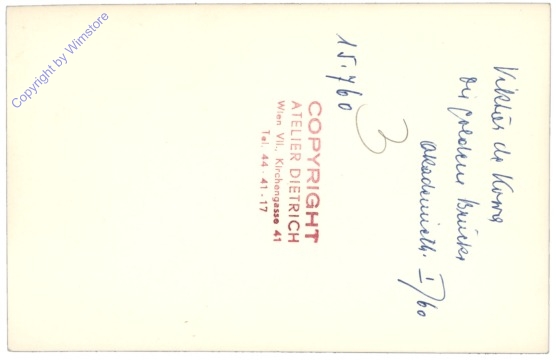 Viktor de Kowa
Die goldene Brücke
Akademieth. I/60
15.760
3
COPYRIGHT
ATELIER DIETRICH
Wien VII., Kirchengasse 41
Tel. 44-41-17
Copyright by Wimstore